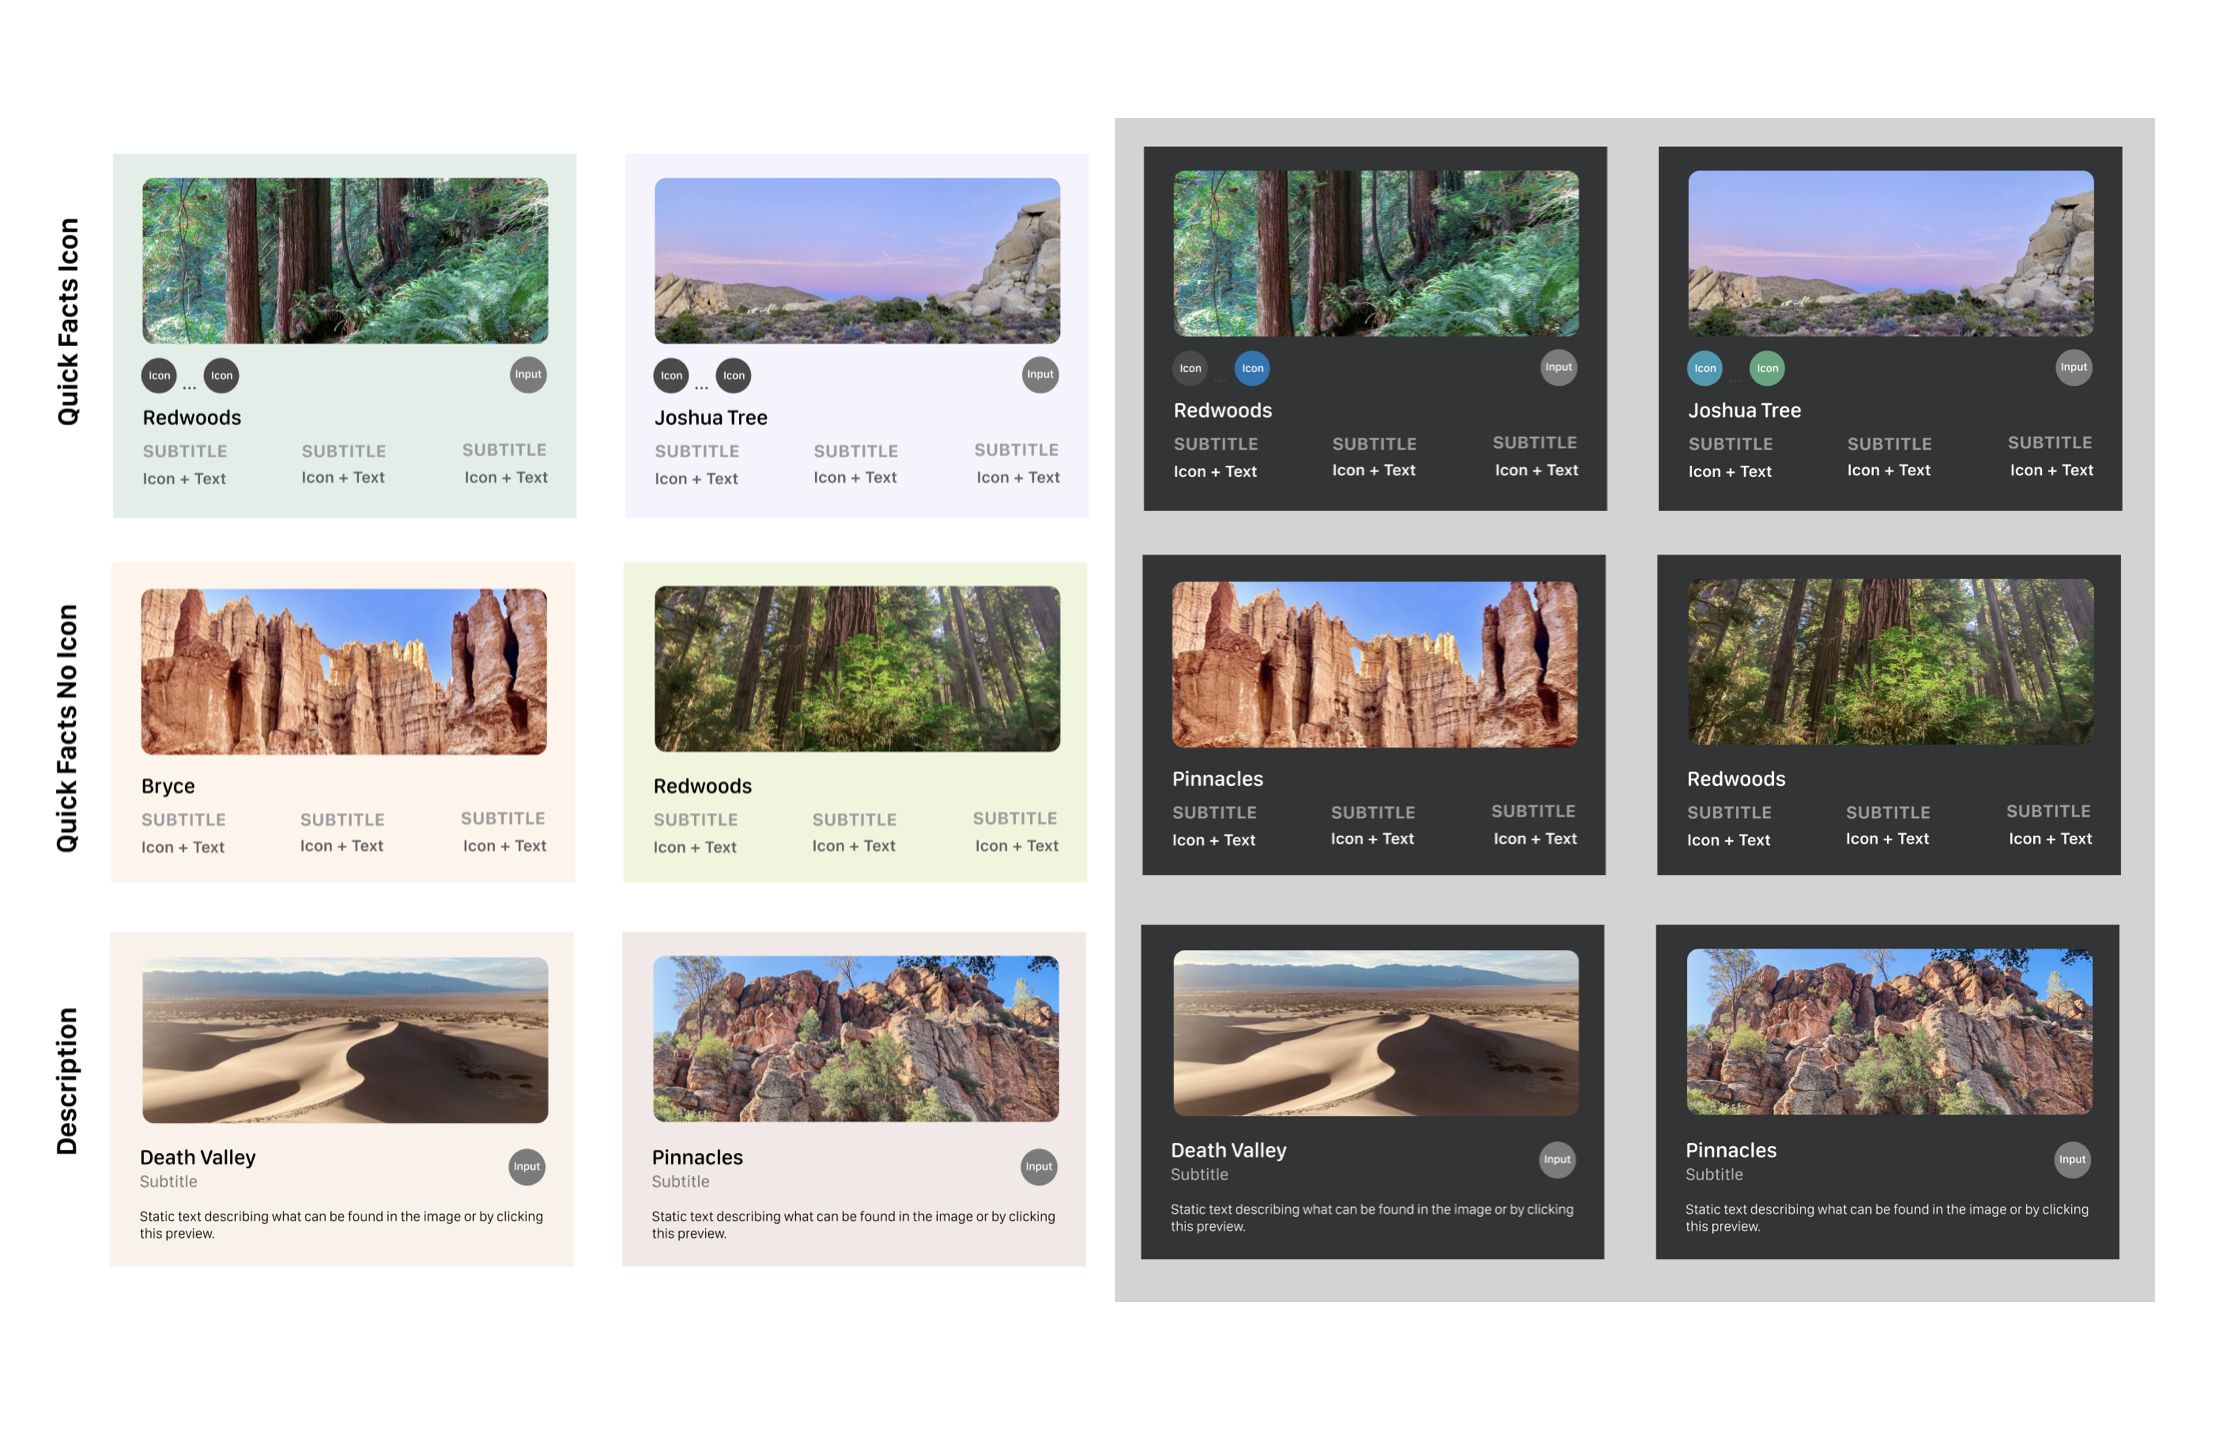 Quick Facts Icon
Icon ... Icon Input
Redwoods
SUBTITLE SUBTITLE SUBTITLE
Icon + Text Icon + Text Icon + Text
Icon ... Icon Input
Joshua Tree
SUBTITLE SUBTITLE SUBTITLE
Icon + Text Icon + Text Icon + Text
Icon ... Icon Input
Redwoods
SUBTITLE SUBTITLE SUBTITLE
Icon + Text Icon + Text Icon + Text
Icon ... Icon Input
Joshua Tree
SUBTITLE SUBTITLE SUBTITLE
Icon + Text Icon + Text Icon + Text
Quick Facts No Icon
Bryce
SUBTITLE SUBTITLE SUBTITLE
Icon + Text Icon + Text Icon + Text
Redwoods
SUBTITLE SUBTITLE SUBTITLE
Icon + Text Icon + Text Icon + Text
Pinnacles
SUBTITLE SUBTITLE SUBTITLE
Icon + Text Icon + Text Icon + Text
Redwoods
SUBTITLE SUBTITLE SUBTITLE
Icon + Text Icon + Text Icon + Text
Description
Death Valley
Subtitle
Input
Static text describing what can be found in the image or by clicking
this preview.
Pinnacles
Subtitle
Input
Static text describing what can be found in the image or by clicking
this preview.
Death Valley
Subtitle
Input
Static text describing what can be found in the image or by clicking
this preview.
Pinnacles
Subtitle
Input
Static text describing what can be found in the image or by clicking
this preview.